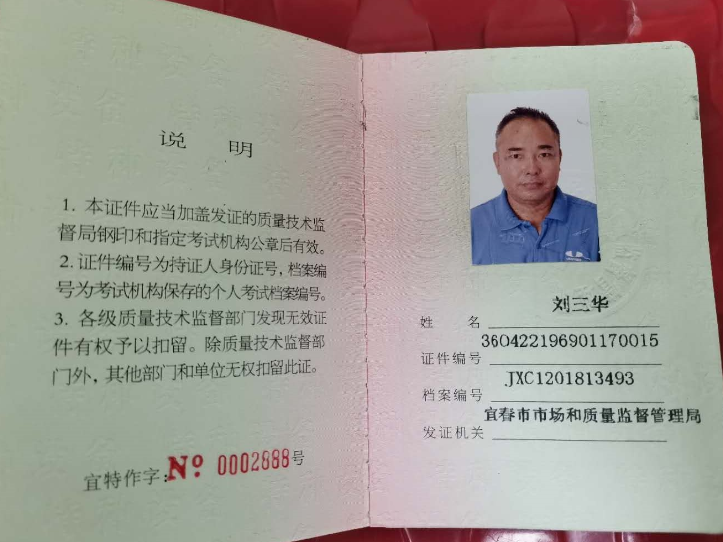 说 明
1. 本证件应当加盖发证的质量技术监
督局钢印和指定考试机构公章后有效。
2. 证件编号为持证人身份证号，档案编
号为考试机构保存的个人考试档案编号。
3. 各级质量技术监督部门发现无效证
件有权予以扣留。除质量技术监督部
门外，其他部门和单位无权扣留此证。
宜特作字：№ 0002888号
姓 名 刘三华
证件编号 360422196901170015
档案编号 JXC1201813493
发证机关 宜春市市场和质量监督管理局